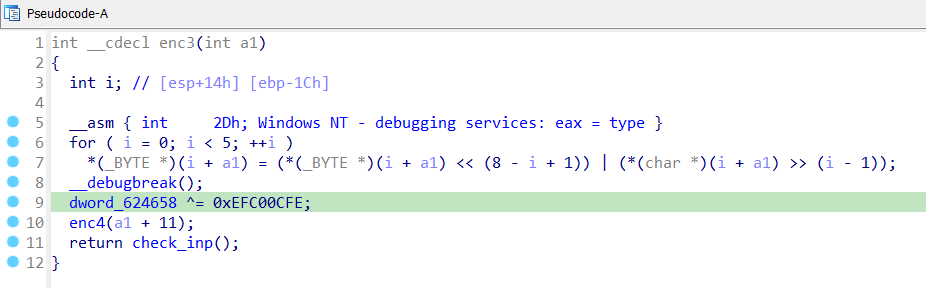 Pseudocode-A
1 int __cdecl enc3(int a1)
2 {
3 int i; // [esp+14h] [ebp-1Ch]
4
5 __asm { int     2Dh; Windows NT - debugging services: eax = type }
6 for ( i = 0; i < 5; ++i )
7 *(_BYTE *)(i + a1) = (*(_BYTE *)(i + a1) << (8 - i + 1)) | (*(char *)(i + a1) >> (i - 1));
8 __debugbreak();
9 dword_624658 ^= 0xEFC00CFE;
10 enc4(a1 + 11);
11 return check_inp();
12 }